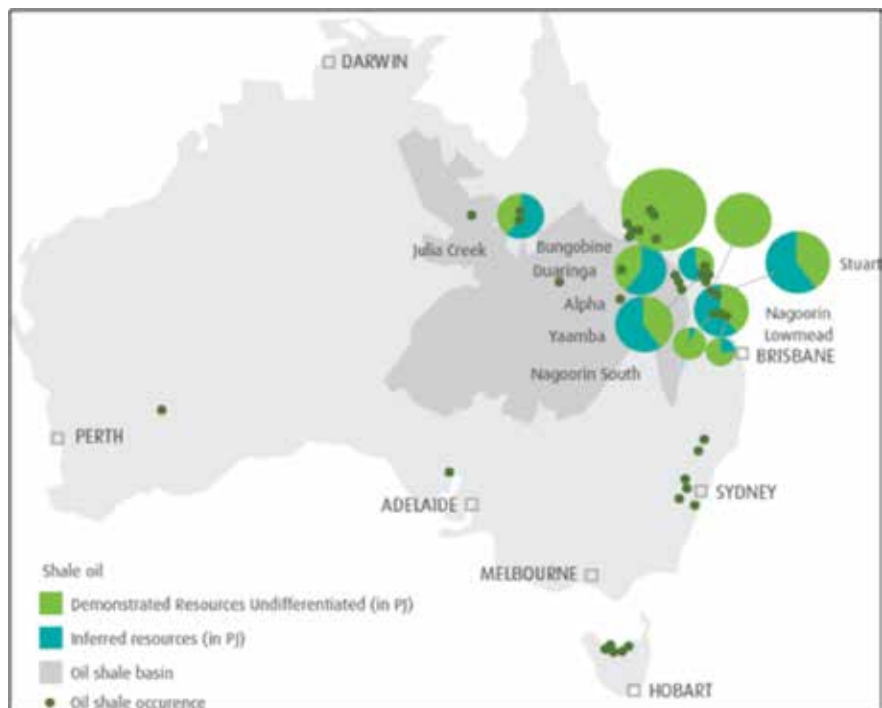 DARWIN
Julia Creek
Bungobine
Duaringa
Alpha
Yaamba
Nagoorin South
Stuart
Nagoorin
Lowmead
BRISBANE
PERTH
ADELAIDE
SYDNEY
MELBOURNE
HOBART
Shale oil
Demonstrated Resources Undifferentiated (in PJ)
Inferred resources (in PJ)
Oil shale basin
Oil shale occurence